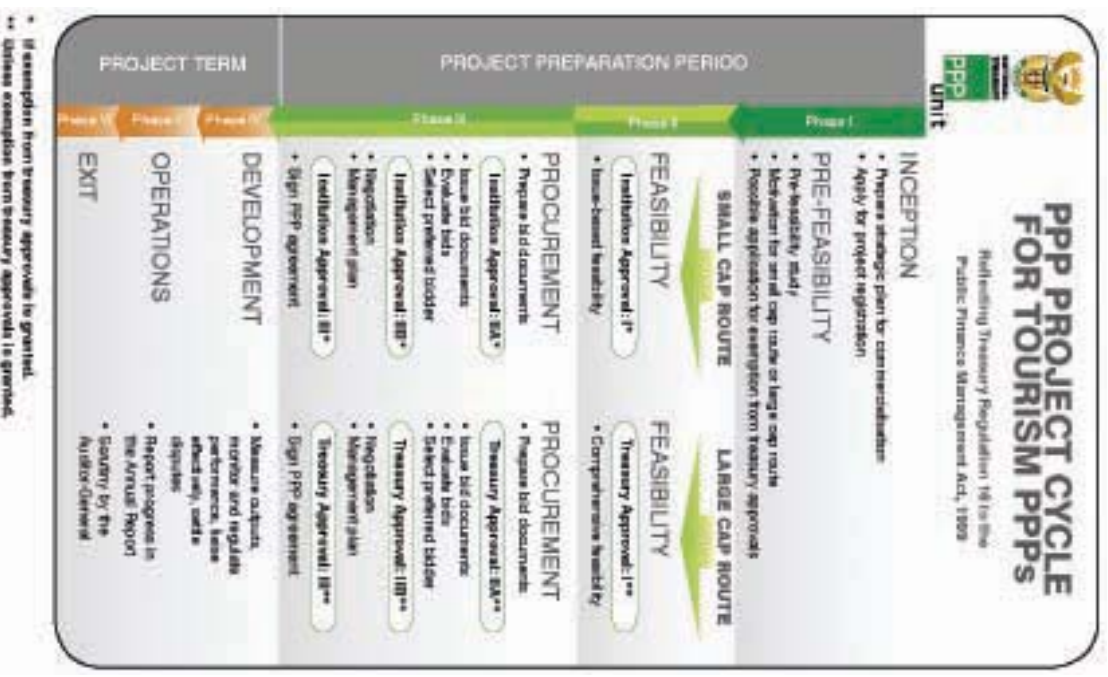 PPP
unit
PPP PROJECT CYCLE
FOR TOURISM PPPs
Reflecting Treasury Regulation 16 to the
Public Finance Management Act, 1999
PROJECT PREPARATION PERIOD
PROJECT TERM
Phase I
INCEPTION
• Prepare strategic plan for commercialisation
• Apply for project registration
PRE-FEASIBILITY
• Pre-feasibility study
• Motivation for small cap route or large cap route
• Possible application for exemption from treasury approvals
SMALL CAP ROUTE
LARGE CAP ROUTE
Phase II
FEASIBILITY
Institution Approval: I*
• Issue-based feasibility
FEASIBILITY
Treasury Approval: I**
• Comprehensive feasibility
Phase III
PROCUREMENT
• Prepare bid documents
Institution Approval: IIA*
• Issue bid documents
• Evaluate bids
• Select preferred bidder
Institution Approval: IIB*
• Negotiation
• Management plan
Institution Approval: III*
• Sign PPP agreement
PROCUREMENT
• Prepare bid documents
Treasury Approval: IIA**
• Issue bid documents
• Evaluate bids
• Select preferred bidder
Treasury Approval: IIB**
• Negotiation
• Management plan
Treasury Approval: III**
• Sign PPP agreement
Phase IV
DEVELOPMENT
Phase V
OPERATIONS
Phase VI
EXIT
• Measure outputs,
monitor and regulate
performance, liaise
effectively, settle
disputes
• Report progress in
the Annual Report
• Scrutiny by the
Auditor-General
* If exemption from treasury approvals is granted.
** Unless exemption from treasury approvals is granted.